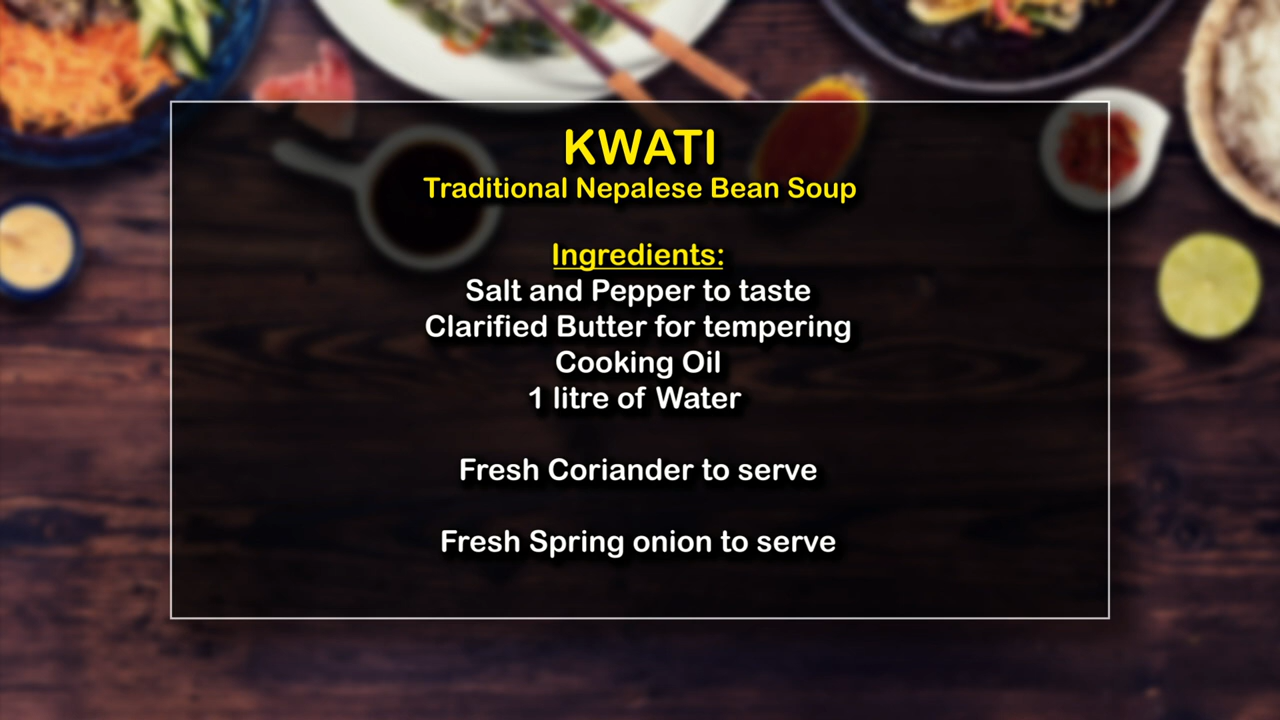 KWATI
Traditional Nepalese Bean Soup
Ingredients:
Salt and Pepper to taste
Clarified Butter for tempering
Cooking Oil
1 litre of Water
Fresh Coriander to serve
Fresh Spring onion to serve